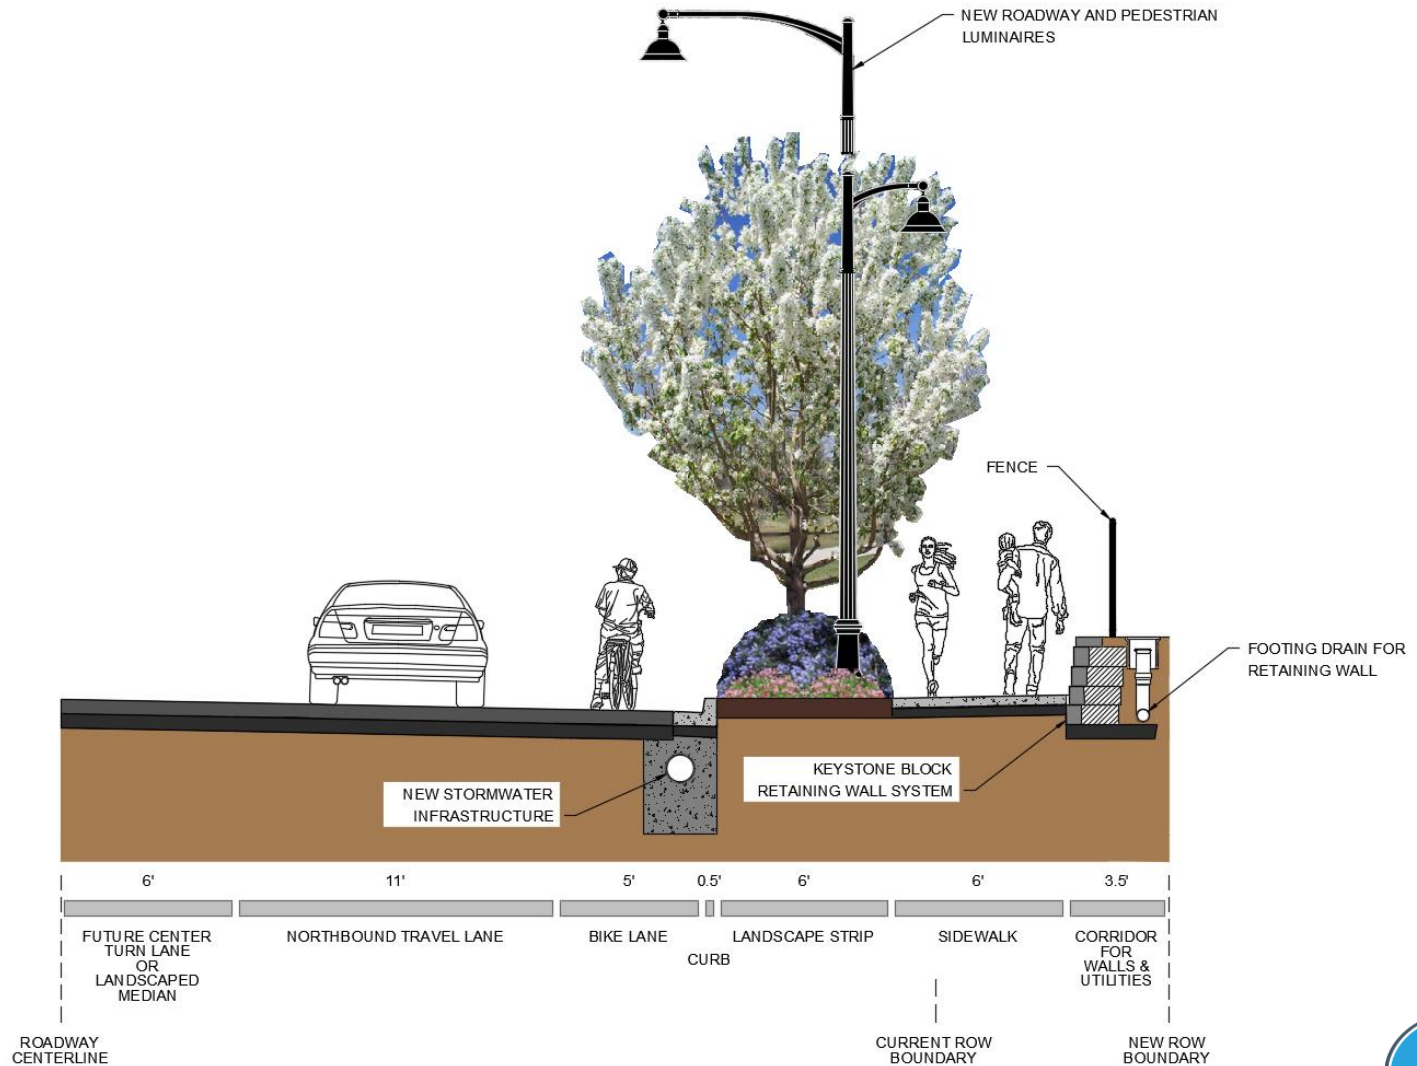 NEW ROADWAY AND PEDESTRIAN
LUMINAIRES
FENCE
FOOTING DRAIN FOR
RETAINING WALL
KEYSTONE BLOCK
RETAINING WALL SYSTEM
NEW STORMWATER
INFRASTRUCTURE
6' 11' 5' 0.5' 6' 6' 3.5'
FUTURE CENTER
TURN LANE
OR
LANDSCAPED
MEDIAN
NORTHBOUND TRAVEL LANE
BIKE LANE
CURB
LANDSCAPE STRIP
SIDEWALK
CORRIDOR
FOR
WALLS &
UTILITIES
ROADWAY
CENTERLINE
CURRENT ROW
BOUNDARY
NEW ROW
BOUNDARY